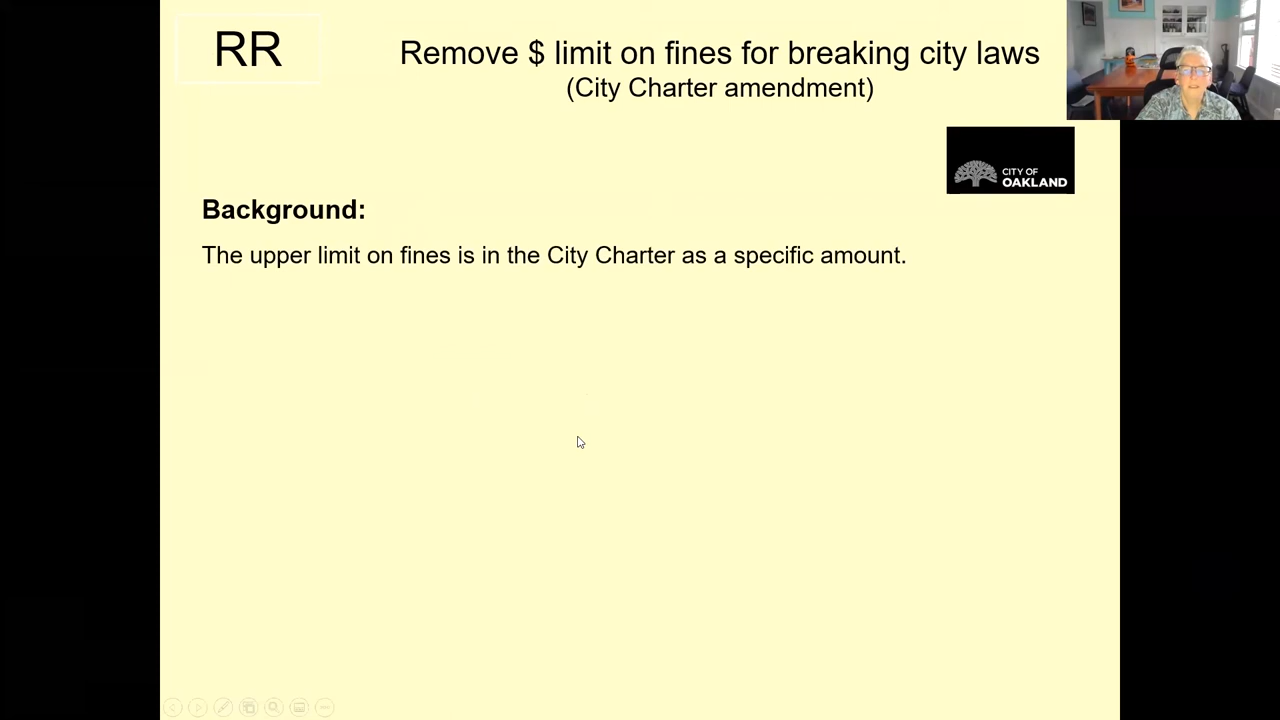 RR
Remove $ limit on fines for breaking city laws
(City Charter amendment)
CITY OF
OAKLAND
Background:
The upper limit on fines is in the City Charter as a specific amount.